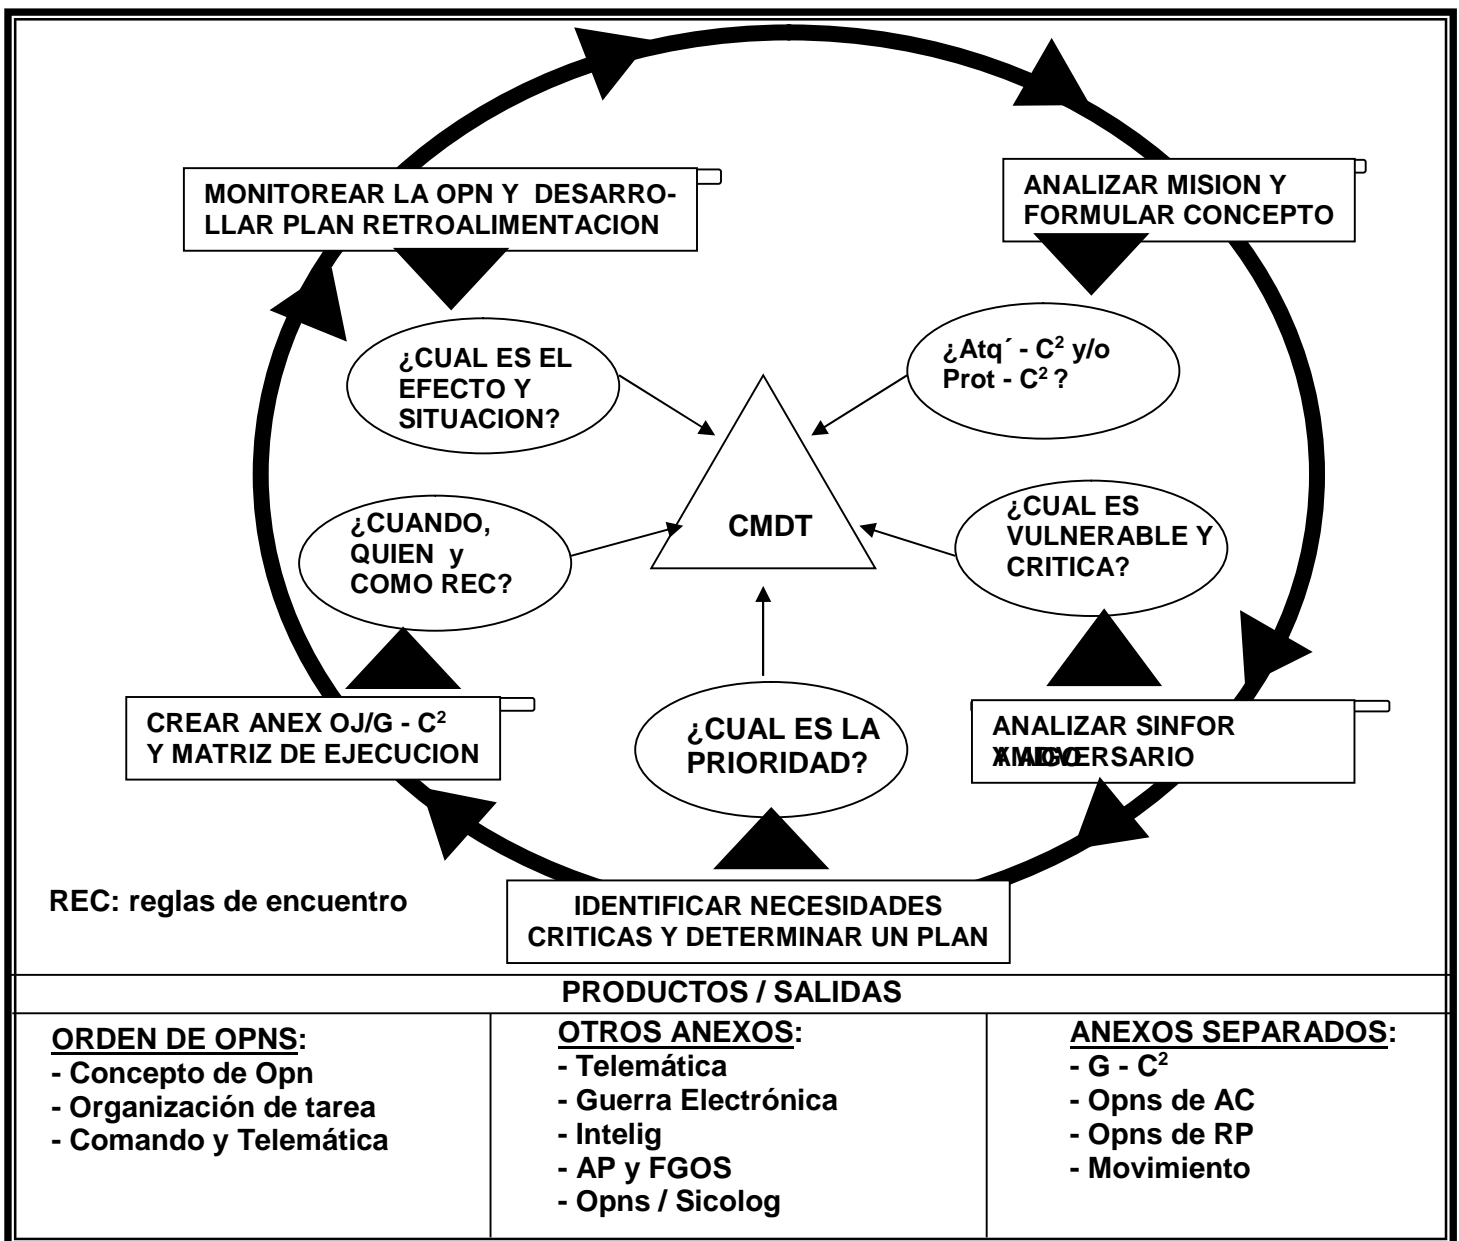 MONITOREAR LA OPN Y DESARRO-
LLAR PLAN RETROALIMENTACION
ANALIZAR MISION Y
FORMULAR CONCEPTO
¿CUAL ES EL
EFECTO Y
SITUACION?
¿Atq´ - C² y/o
Prot - C² ?
¿CUANDO,
QUIEN y
COMO REC?
CMDT
¿CUAL ES
VULNERABLE Y
CRITICA?
CREAR ANEX OJ/G - C²
Y MATRIZ DE EJECUCION
¿CUAL ES LA
PRIORIDAD?
ANALIZAR SINFOR
ADVERSARIO
REC: reglas de encuentro
IDENTIFICAR NECESIDADES
CRITICAS Y DETERMINAR UN PLAN
PRODUCTOS / SALIDAS
ORDEN DE OPNS:
- Concepto de Opn
- Organización de tarea
- Comando y Telemática
OTROS ANEXOS:
- Telemática
- Guerra Electrónica
- Intelig
- AP y FGOS
- Opns / Sicolog
ANEXOS SEPARADOS:
- G - C²
- Opns de AC
- Opns de RP
- Movimiento